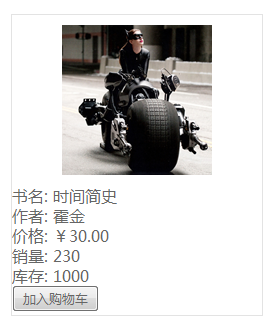 书名: 时间简史
作者: 霍金
价格: ￥30.00
销量: 230
库存: 1000
加入购物车